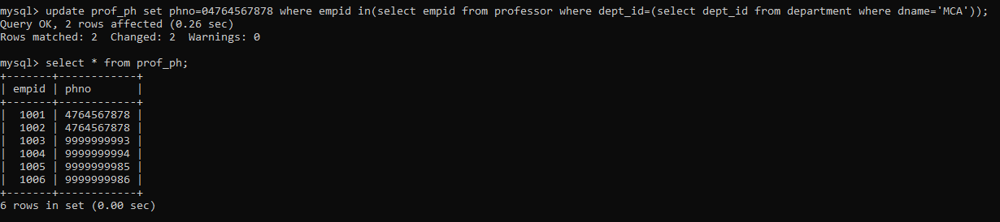 mysql> update prof_ph set phno=04764567878 where empid in(select empid from professor where dept_id=(select dept_id from department where dname='MCA'));
Query OK, 2 rows affected (0.26 sec)
Rows matched: 2  Changed: 2  Warnings: 0

mysql> select * from prof_ph;
+-------+------------+
| empid | phno       |
+-------+------------+
|  1001 | 4764567878 |
|  1002 | 4764567878 |
|  1003 | 9999999993 |
|  1004 | 9999999994 |
|  1005 | 9999999985 |
|  1006 | 9999999986 |
+-------+------------+
6 rows in set (0.00 sec)